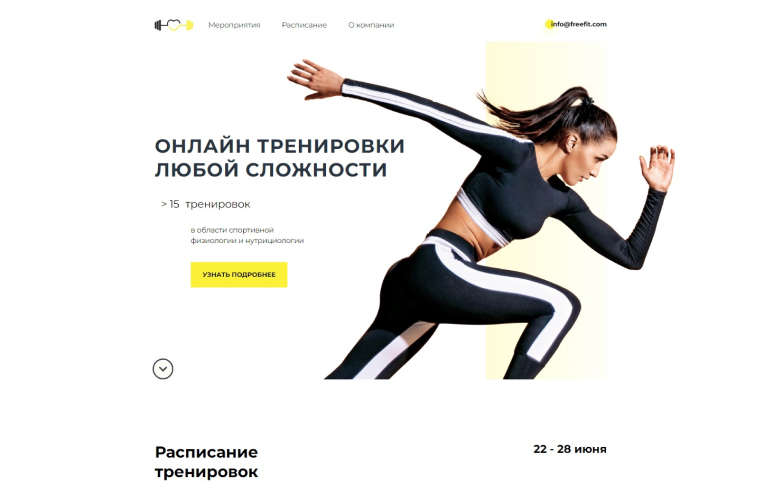 Мероприятия Расписание О компании info@freefit.com
ОНЛАЙН ТРЕНИРОВКИ
ЛЮБОЙ СЛОЖНОСТИ
> 15 тренировок
в области спортивной
физиологии и нутрициологии
УЗНАТЬ ПОДРОБНЕЕ
Расписание
тренировок
22 - 28 июня